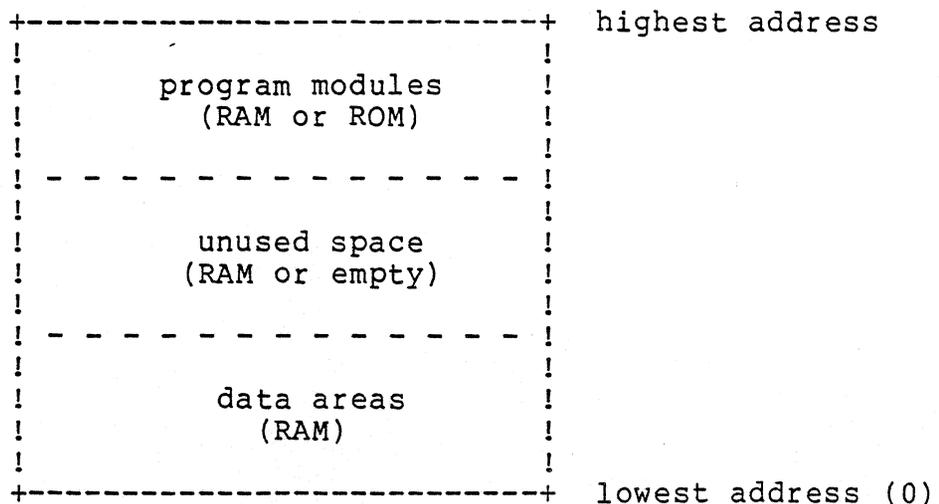 +----------------------------+ highest address
!                            !
!       program modules      !
!         (RAM or ROM)       !
!                            !
! - - - - - - - - - - - - - !
!                            !
!         unused space       !
!        (RAM or empty)      !
!                            !
! - - - - - - - - - - - - - !
!                            !
!          data areas        !
!            (RAM)           !
!                            !
+----------------------------+ lowest address (0)